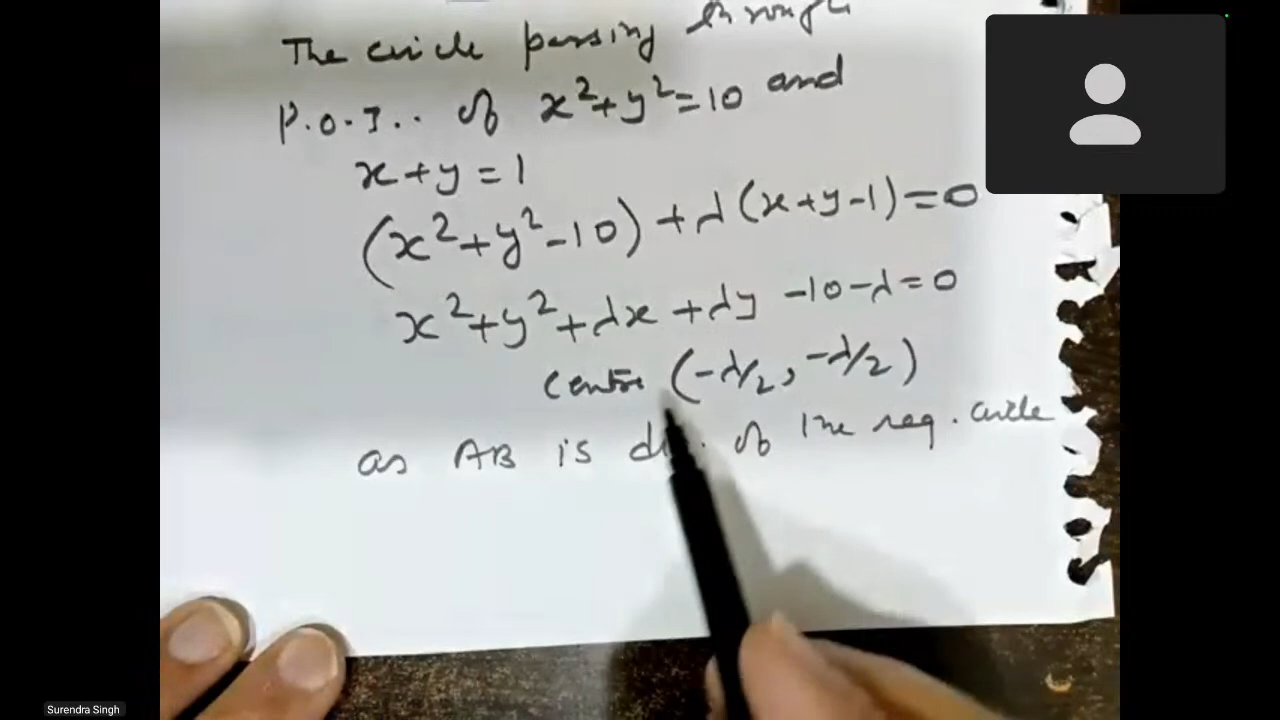 The circle passing through
P.O.I.. of x²+y²=10 and
x+y=1
(x²+y²-10)+λ(x+y-1)=0
x²+y²+λx+λy-10-λ=0
centre (-λ/2, -λ/2)
as AB is of the req. circle
Surendra Singh